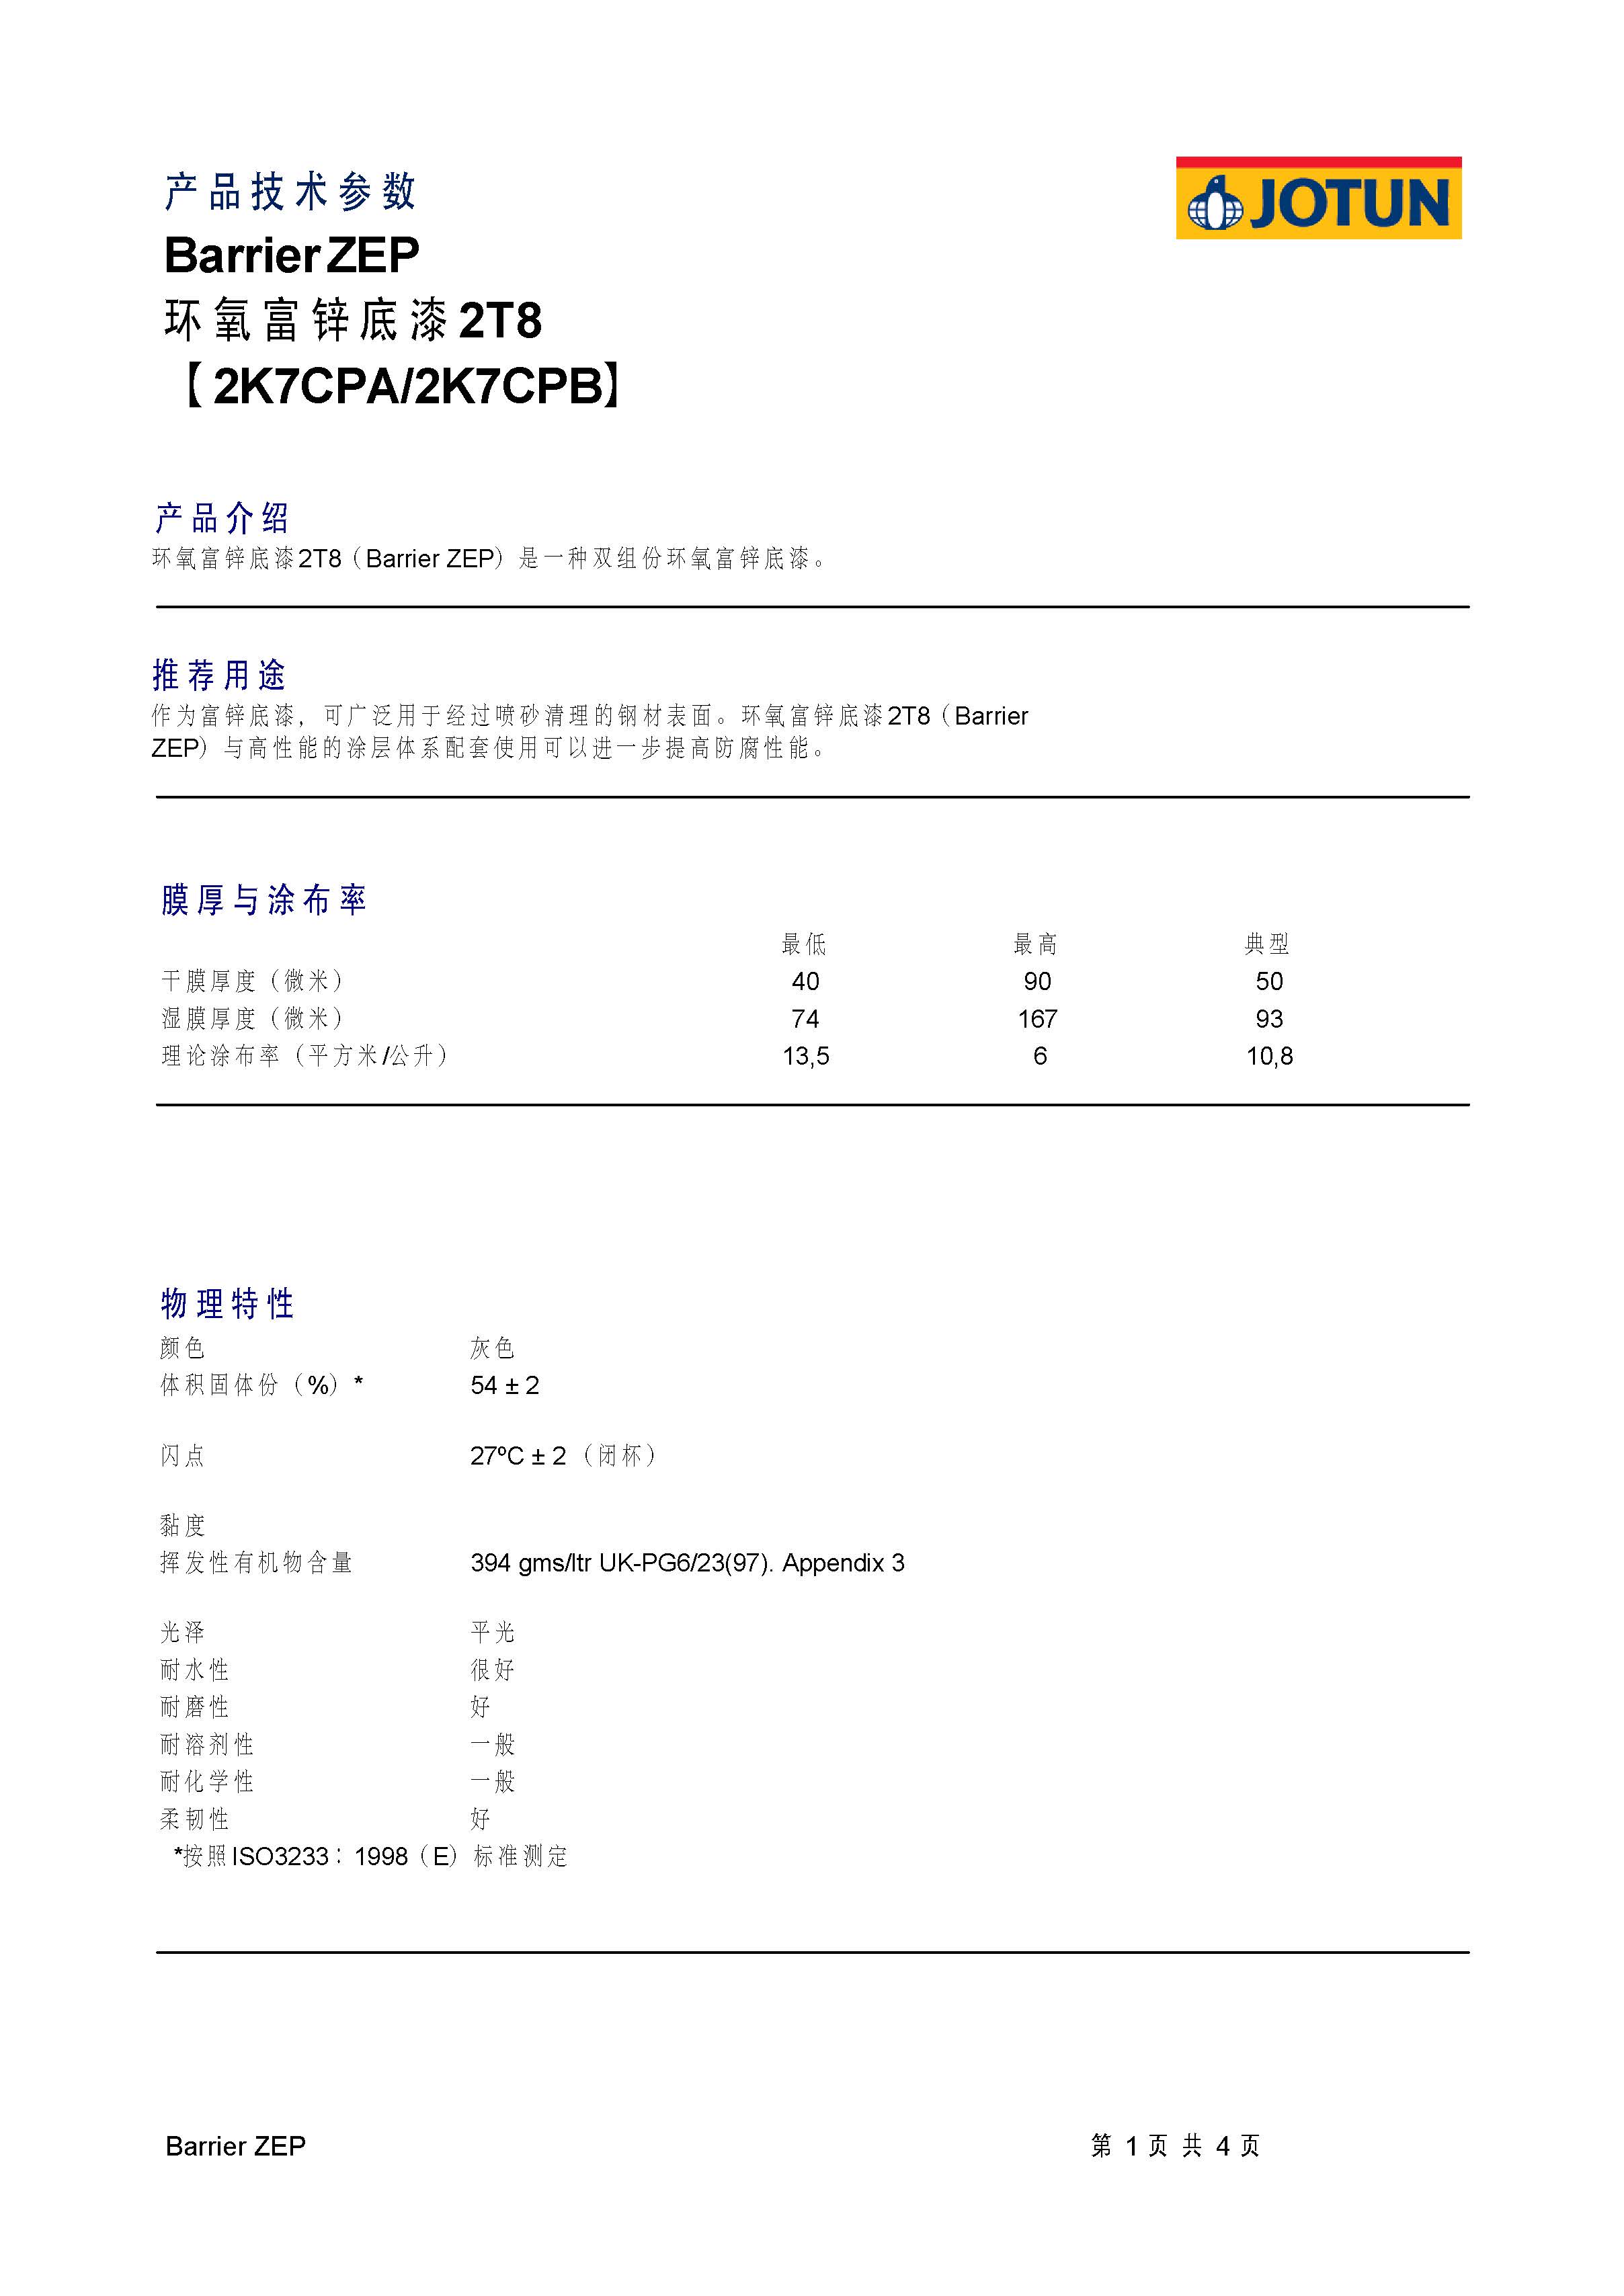 产品技术参数
JOTUN
Barrier ZEP
环氧富锌底漆2T8
【2K7CPA/2K7CPB】
产品介绍
环氧富锌底漆2T8（Barrier ZEP）是一种双组份环氧富锌底漆。
推荐用途
作为富锌底漆，可广泛用于经过喷砂清理的钢材表面。环氧富锌底漆2T8（Barrier
ZEP）与高性能的涂层体系配套使用可以进一步提高防腐性能。
膜厚与涂布率
最低 最高 典型
干膜厚度（微米） 40 90 50
湿膜厚度（微米） 74 167 93
理论涂布率（平方米/公升） 13,5 6 10,8
物理特性
颜色 灰色
体积固体份（%）* 54 ± 2
闪点 27ºC ± 2（闭杯）
黏度
挥发性有机物含量 394 gms/ltr UK-PG6/23(97). Appendix 3
光泽 平光
耐水性 很好
耐磨性 好
耐溶剂性 一般
耐化学性 一般
柔韧性 好
*按照ISO3233：1998（E）标准测定
Barrier ZEP 第 1 页 共 4 页